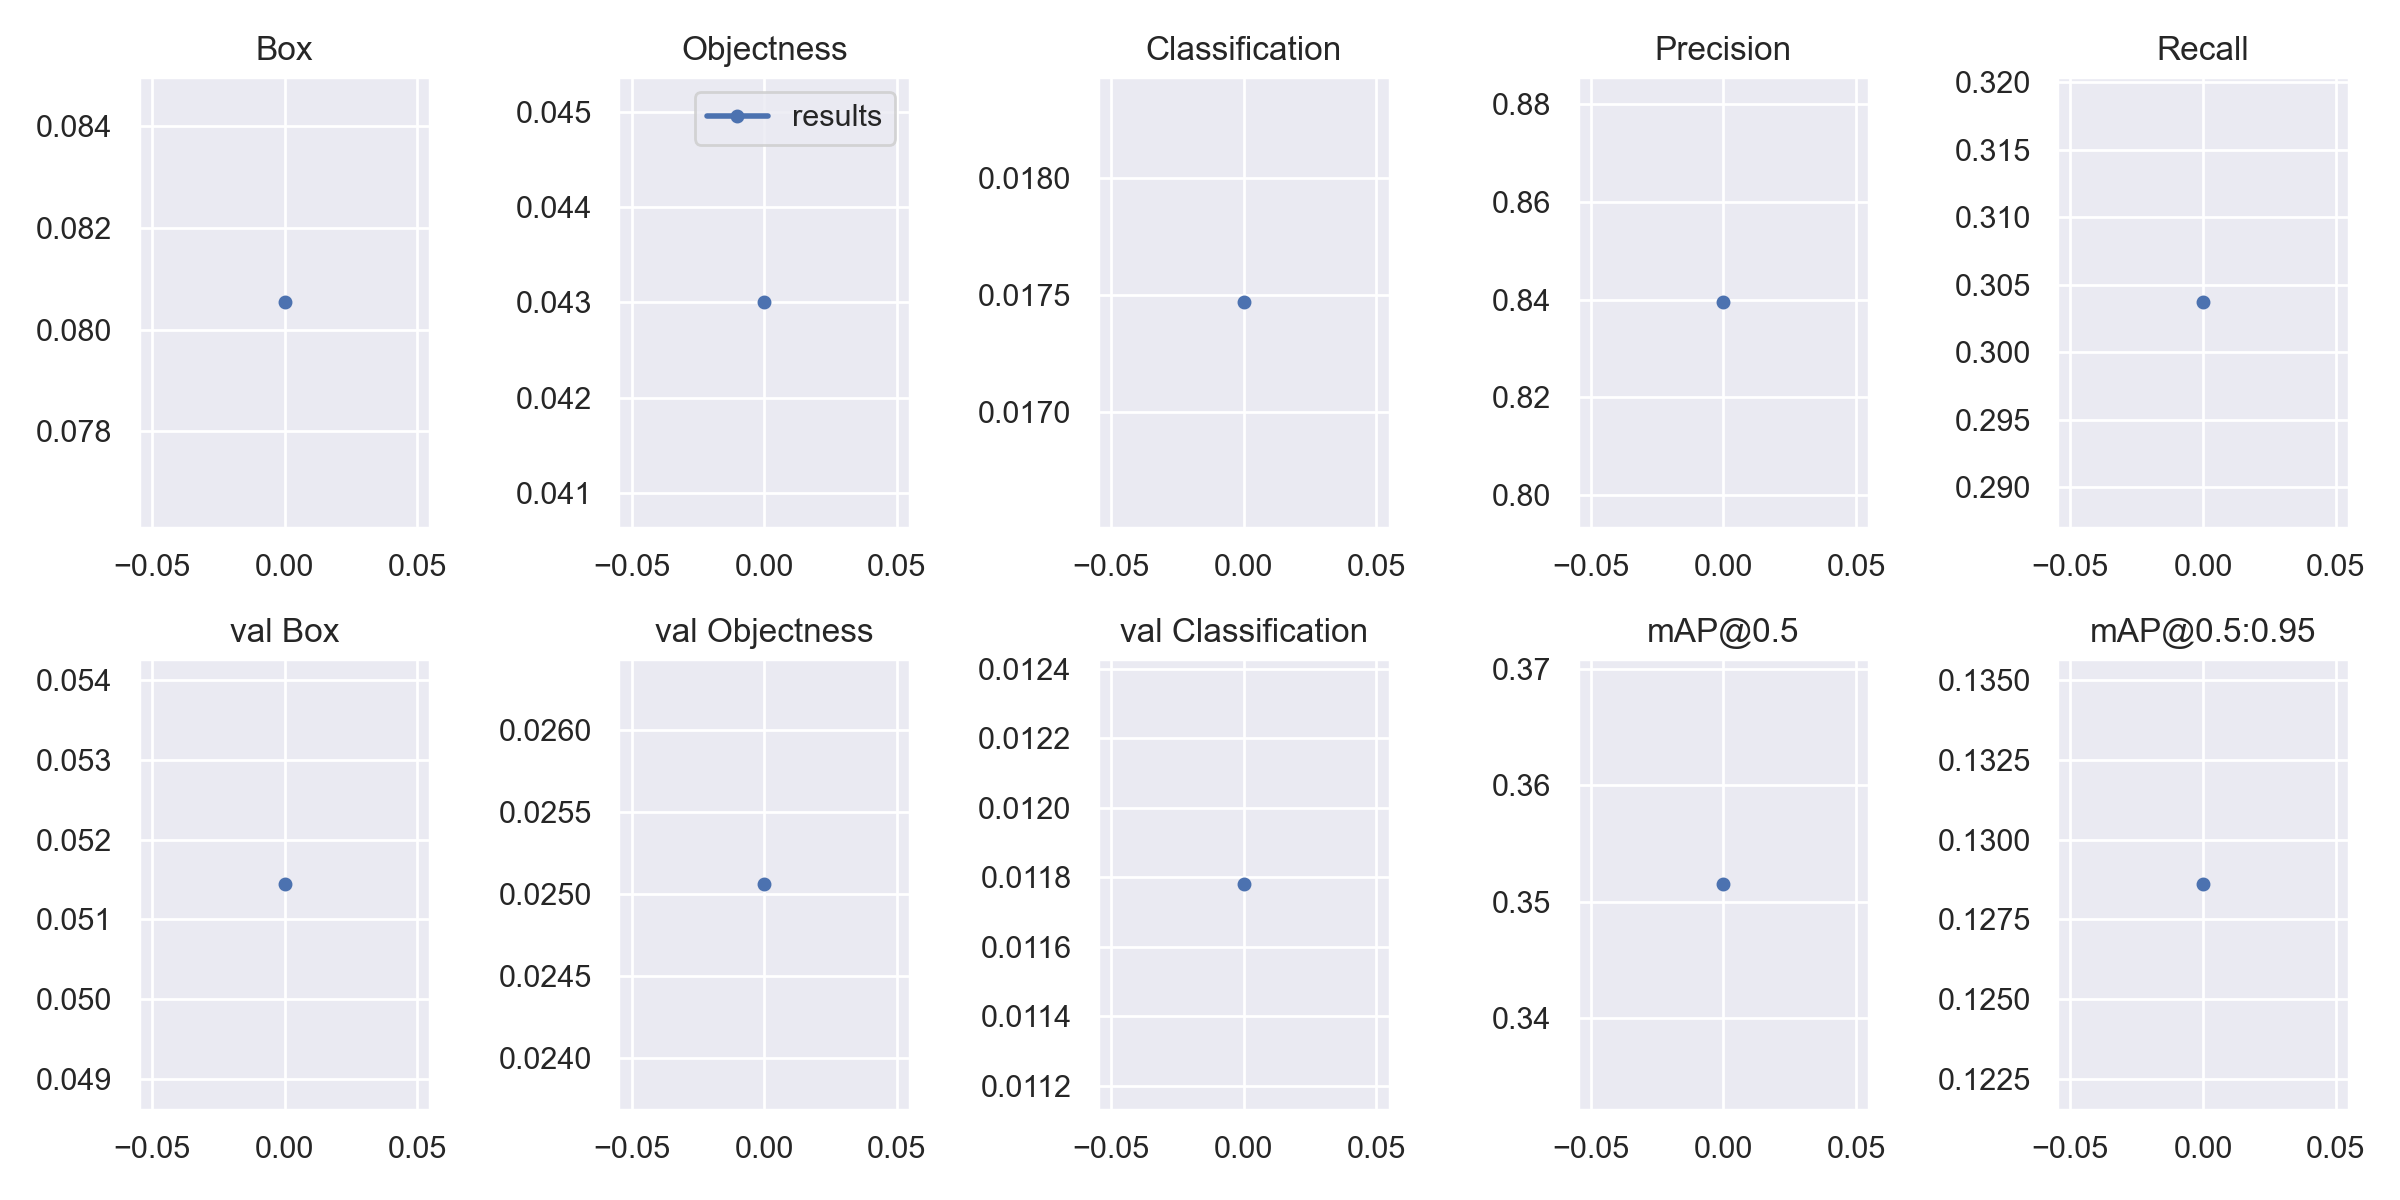 Box
0.084
0.082
0.080
0.078
−0.05 0.00 0.05
Objectness
results
0.045
0.044
0.043
0.042
0.041
−0.05 0.00 0.05
Classification
0.0180
0.0175
0.0170
−0.05 0.00 0.05
Precision
0.88
0.86
0.84
0.82
0.80
−0.05 0.00 0.05
Recall
0.320
0.315
0.310
0.305
0.300
0.295
0.290
−0.05 0.00 0.05
val Box
0.054
0.053
0.052
0.051
0.050
0.049
−0.05 0.00 0.05
val Objectness
0.0260
0.0255
0.0250
0.0245
0.0240
−0.05 0.00 0.05
val Classification
0.0124
0.0122
0.0120
0.0118
0.0116
0.0114
0.0112
−0.05 0.00 0.05
mAP@0.5
0.37
0.36
0.35
0.34
−0.05 0.00 0.05
mAP@0.5:0.95
0.1350
0.1325
0.1300
0.1275
0.1250
0.1225
−0.05 0.00 0.05